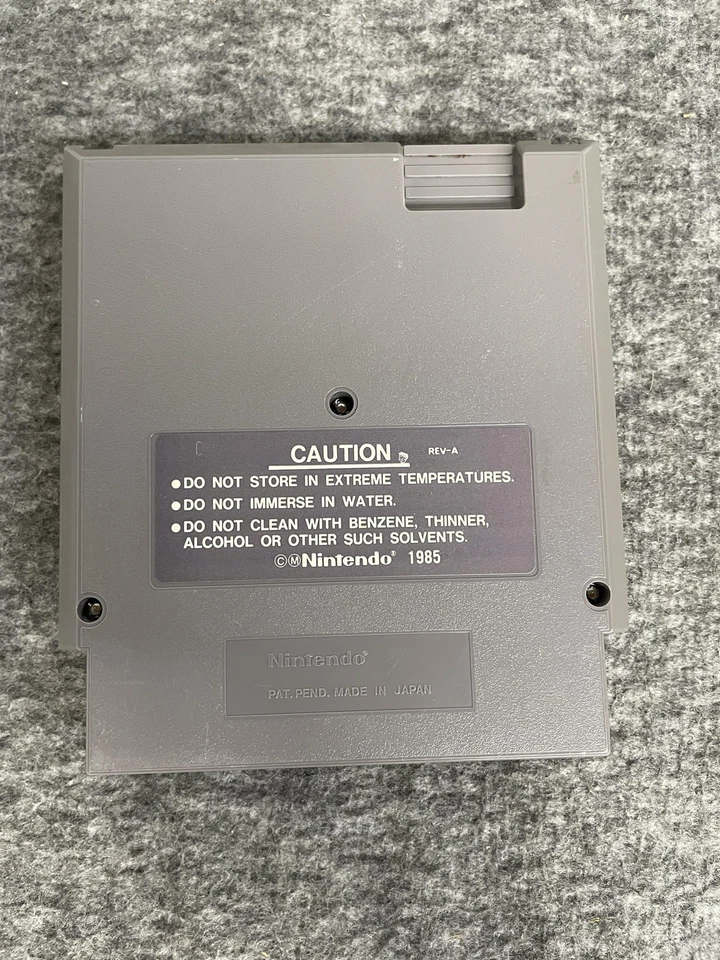 C
CAUTION REV-A
●DO NOT STORE IN EXTREME TEMPERATURES.
●DO NOT IMMERSE IN WATER.
●DO NOT CLEAN WITH BENZENE, THINNER,
ALCOHOL OR OTHER SUCH SOLVENTS.
©ⓂNintendo® 1985
Nintendo®
PAT. PEND. MADE IN JAPAN